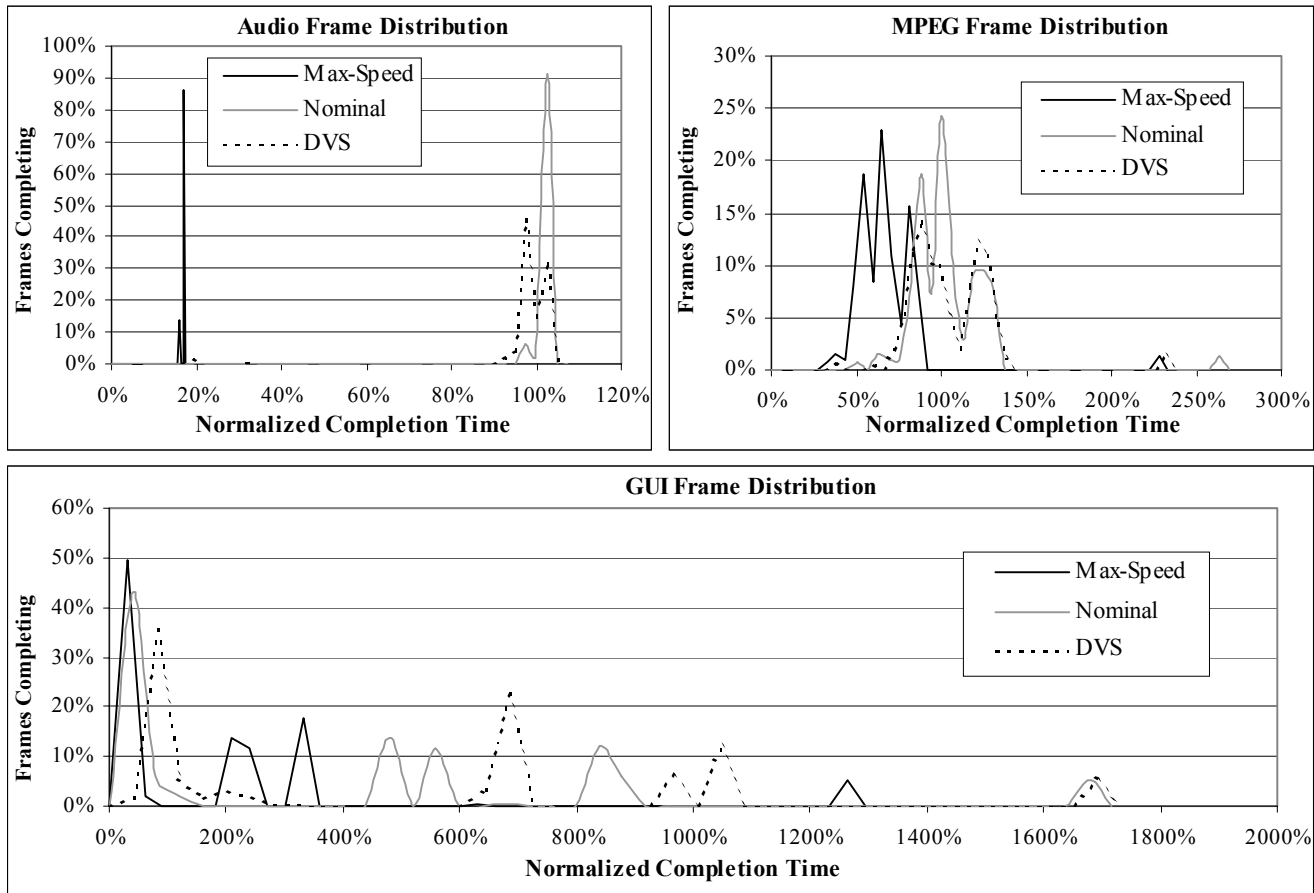 Audio Frame Distribution
100%
90%
80%
70%
60%
50%
40%
30%
20%
10%
0%
Frames Completing
Max-Speed
Nominal
DVS
0% 20% 40% 60% 80% 100% 120%
Normalized Completion Time
MPEG Frame Distribution
30%
25%
20%
15%
10%
5%
0%
Frames Completing
Max-Speed
Nominal
DVS
0% 50% 100% 150% 200% 250% 300%
Normalized Completion Time
GUI Frame Distribution
60%
50%
40%
30%
20%
10%
0%
Frames Completing
Max-Speed
Nominal
DVS
0% 200% 400% 600% 800% 1000% 1200% 1400% 1600% 1800% 2000%
Normalized Completion Time